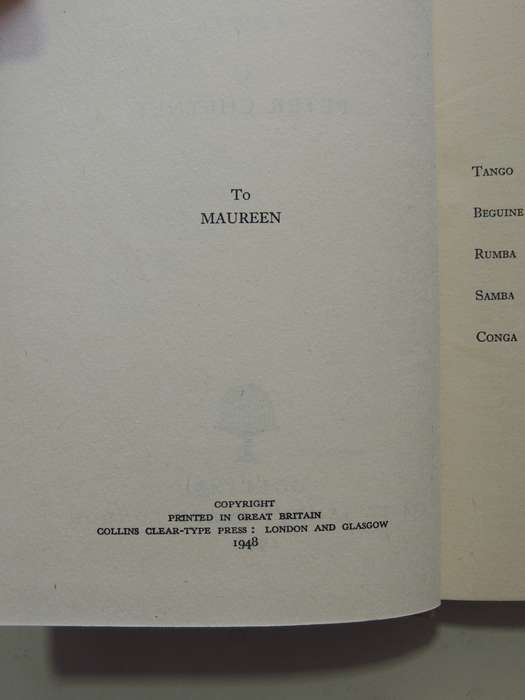 To
MAUREEN
COPYRIGHT
PRINTED IN GREAT BRITAIN
COLLINS CLEAR-TYPE PRESS : LONDON AND GLASGOW
1948
TANGO
BEGUINE
RUMBA
SAMBA
CONGA